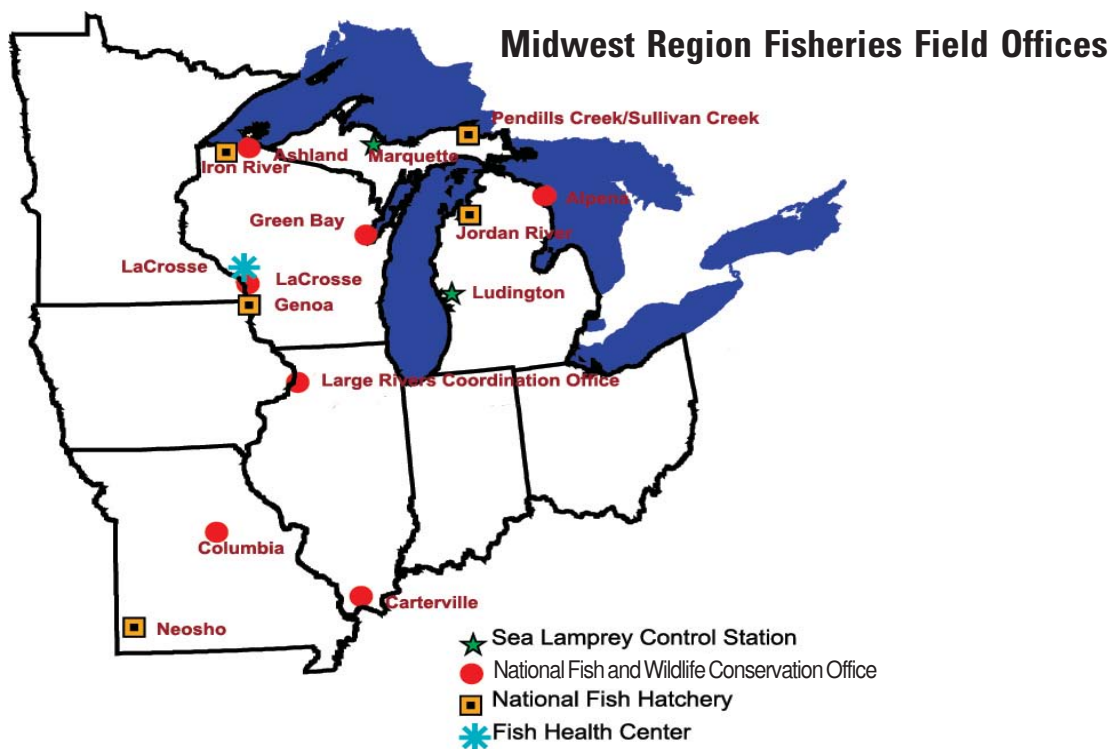 Midwest Region Fisheries Field Offices
Pendills Creek/Sullivan Creek
Ashland
Marquette
Iron River
Alpena
Green Bay
Jordan River
LaCrosse
LaCrosse
Ludington
Genoa
Large Rivers Coordination Office
Columbia
Carterville
Neosho
Sea Lamprey Control Station
National Fish and Wildlife Conservation Office
National Fish Hatchery
Fish Health Center